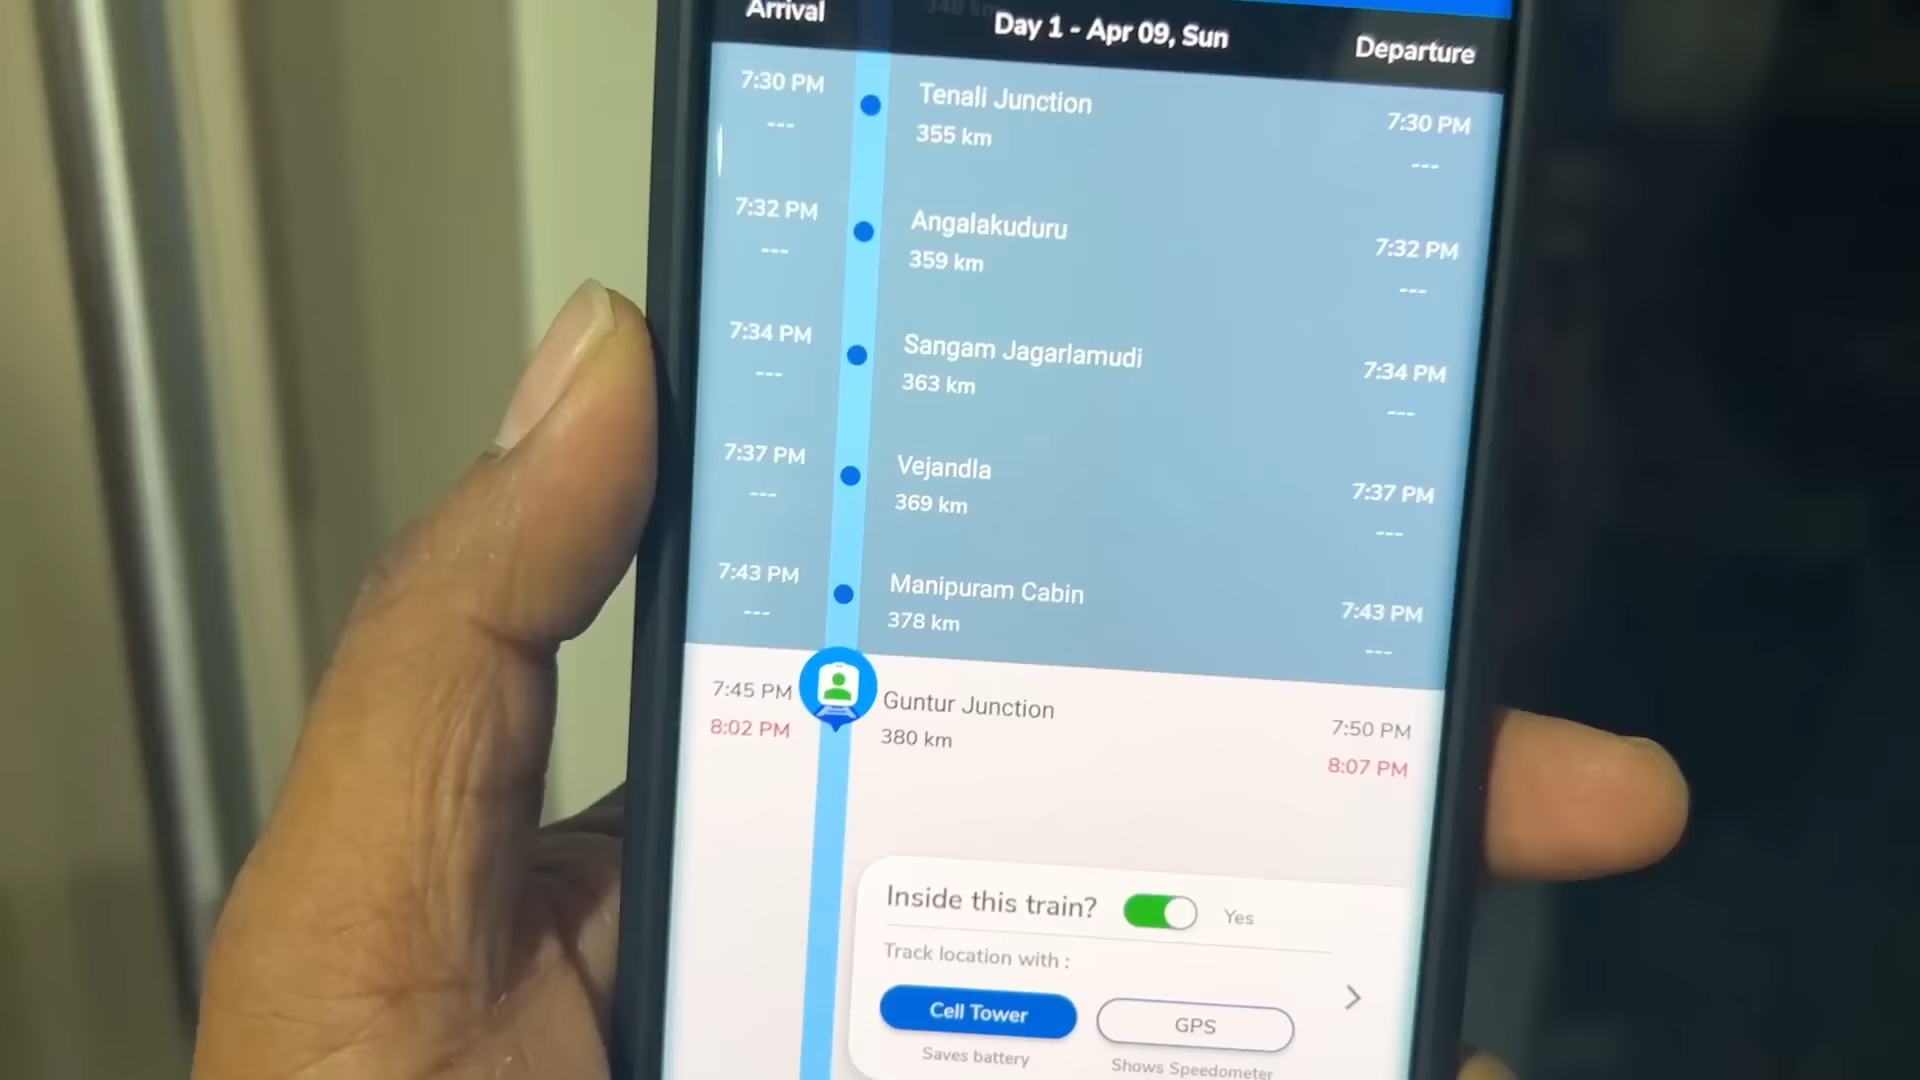 Arrival
Day 1 - Apr 09, Sun
Departure
7:30 PM
Tenali Junction
7:30 PM
---
355 km
---
7:32 PM
Angalakuduru
7:32 PM
---
359 km
---
7:34 PM
Sangam Jagarlamudi
7:34 PM
---
363 km
---
7:37 PM
Vejandla
7:37 PM
---
369 km
---
7:43 PM
Manipuram Cabin
7:43 PM
---
378 km
---
7:45 PM
Guntur Junction
7:50 PM
8:02 PM
380 km
8:07 PM
Inside this train?
Yes
Track location with :
Cell Tower
GPS
Saves battery
Shows Speedometer